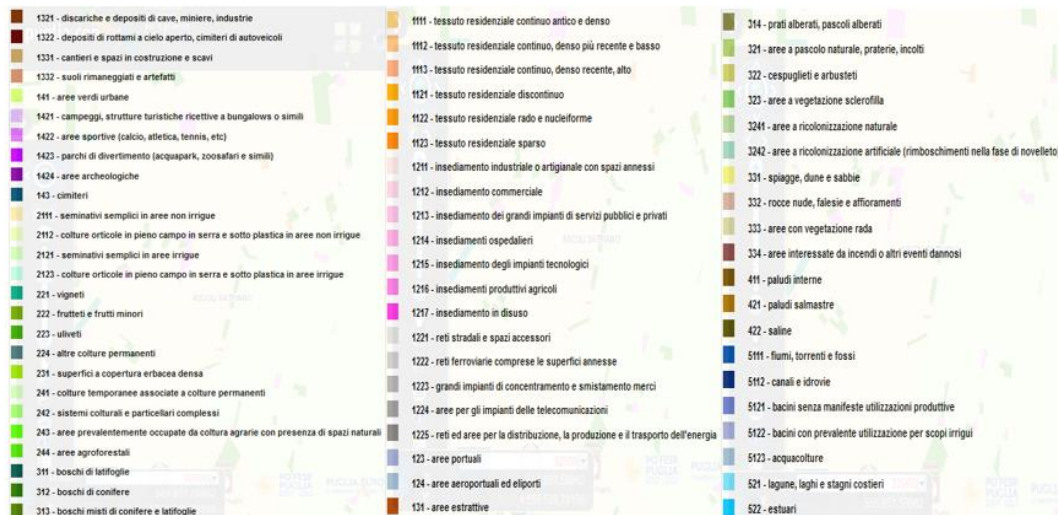 1321 - discariche e depositi di cave, miniere, industrie
1322 - depositi di rottami a cielo aperto, cimiteri di autoveicoli
1331 - cantieri e spazi in costruzione e scavi
1332 - suoli rimaneggiati e artefatti
141 - aree verdi urbane
1421 - campeggi, strutture turistiche ricettive a bungalows o simili
1422 - aree sportive (calcio, atletica, tennis, etc)
1423 - parchi di divertimento (acquapark, zoosafari e simili)
1424 - aree archeologiche
143 - cimiteri
2111 - seminativi semplici in aree non irrigue
2112 - colture orticole in pieno campo in serra e sotto plastica in aree non irrigue
2121 - seminativi semplici in aree irrigue
2123 - colture orticole in pieno campo in serra e sotto plastica in aree irrigue
221 - vigneti
222 - frutteti e frutti minori
223 - uliveti
224 - altre colture permanenti
231 - superfici a copertura erbacea densa
241 - colture temporanee associate a colture permanenti
242 - sistemi colturali e particellari complessi
243 - aree prevalentemente occupate da coltura agrarie con presenza di spazi naturali
244 - aree agroforestali
311 - boschi di latifoglie
312 - boschi di conifere
313 - boschi misti di conifere e latifoglie
1111 - tessuto residenziale continuo antico e denso
1112 - tessuto residenziale continuo, denso più recente e basso
1113 - tessuto residenziale continuo, denso recente, alto
1121 - tessuto residenziale discontinuo
1122 - tessuto residenziale rado e nucleiforme
1123 - tessuto residenziale sparso
1211 - insediamento industriale o artigianale con spazi annessi
1212 - insediamento commerciale
1213 - insediamento dei grandi impianti di servizi pubblici e privati
1214 - insediamenti ospedalieri
1215 - insediamento degli impianti tecnologici
1216 - insediamenti produttivi agricoli
1217 - insediamento in disuso
1221 - reti stradali e spazi accessori
1222 - reti ferroviarie comprese le superfici annesse
1223 - grandi impianti di concentramento e smistamento merci
1224 - aree per gli impianti delle telecomunicazioni
1225 - reti ed aree per la distribuzione, la produzione e il trasporto dell'energia
123 - aree portuali
124 - aree aeroportuali ed eliporti
131 - aree estrattive
314 - prati alberati, pascoli alberati
321 - aree a pascolo naturale, praterie, incolti
322 - cespuglieti e arbusteti
323 - aree a vegetazione sclerofilla
3241 - aree a ricolonizzazione naturale
3242 - aree a ricolonizzazione artificiale (rimboschimenti nella fase di novelleto)
331 - spiagge, dune e sabbie
332 - rocce nude, falesie e affioramenti
333 - aree con vegetazione rada
334 - aree interessate da incendi o altri eventi dannosi
411 - paludi interne
421 - paludi salmastre
422 - saline
5111 - fiumi, torrenti e fossi
5112 - canali e idrovie
5121 - bacini senza manifeste utilizzazioni produttive
5122 - bacini con prevalente utilizzazione per scopi irrigui
5123 - acquacolture
521 - lagune, laghi e stagni costieri
522 - estuari